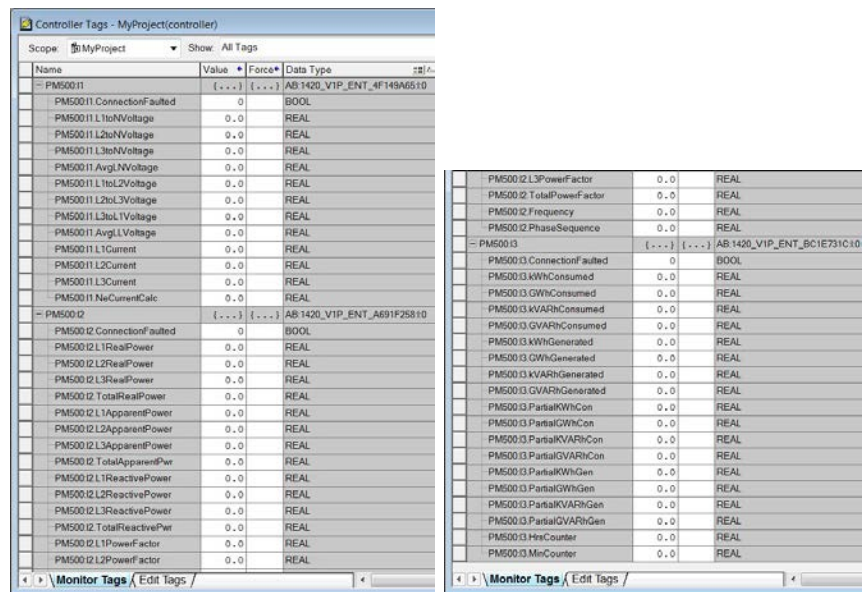 Controller Tags - MyProject(controller)
Scope: MyProject Show: All Tags
Name Value Force Data Type
PM500:I1 {...} {...} AB:1420_V1P_ENT_4F149A65:I:0
PM500:I1.ConnectionFaulted 0 BOOL
PM500:I1.L1toNVoltage 0.0 REAL
PM500:I1.L2toNVoltage 0.0 REAL
PM500:I1.L3toNVoltage 0.0 REAL
PM500:I1.AvgLNVoltage 0.0 REAL
PM500:I1.L1toL2Voltage 0.0 REAL
PM500:I1.L2toL3Voltage 0.0 REAL
PM500:I1.L3toL1Voltage 0.0 REAL
PM500:I1.AvgLLVoltage 0.0 REAL
PM500:I1.L1Current 0.0 REAL
PM500:I1.L2Current 0.0 REAL
PM500:I1.L3Current 0.0 REAL
PM500:I1.NeCurrentCalc 0.0 REAL
PM500:I2 {...} {...} AB:1420_V1P_ENT_A691F258:I:0
PM500:I2.ConnectionFaulted 0 BOOL
PM500:I2.L1RealPower 0.0 REAL
PM500:I2.L2RealPower 0.0 REAL
PM500:I2.L3RealPower 0.0 REAL
PM500:I2.TotalRealPower 0.0 REAL
PM500:I2.L1ApparentPower 0.0 REAL
PM500:I2.L2ApparentPower 0.0 REAL
PM500:I2.L3ApparentPower 0.0 REAL
PM500:I2.TotalApparentPwr 0.0 REAL
PM500:I2.L1ReactivePower 0.0 REAL
PM500:I2.L2ReactivePower 0.0 REAL
PM500:I2.L3ReactivePower 0.0 REAL
PM500:I2.TotalReactivePwr 0.0 REAL
PM500:I2.L1PowerFactor 0.0 REAL
PM500:I2.L2PowerFactor 0.0 REAL
Monitor Tags Edit Tags
PM500:I2.L3PowerFactor 0.0 REAL
PM500:I2.TotalPowerFactor 0.0 REAL
PM500:I2.Frequency 0.0 REAL
PM500:I2.PhaseSequence 0.0 REAL
PM500:I3 {...} {...} AB:1420_V1P_ENT_BC1E731C:I:0
PM500:I3.ConnectionFaulted 0 BOOL
PM500:I3.kWhConsumed 0.0 REAL
PM500:I3.GWhConsumed 0.0 REAL
PM500:I3.kVARhConsumed 0.0 REAL
PM500:I3.GVARhConsumed 0.0 REAL
PM500:I3.kWhGenerated 0.0 REAL
PM500:I3.GWhGenerated 0.0 REAL
PM500:I3.kVARhGenerated 0.0 REAL
PM500:I3.GVARhGenerated 0.0 REAL
PM500:I3.PartialKWhCon 0.0 REAL
PM500:I3.PartialGWhCon 0.0 REAL
PM500:I3.PartialKVARhCon 0.0 REAL
PM500:I3.PartialGVARhCon 0.0 REAL
PM500:I3.PartialKWhGen 0.0 REAL
PM500:I3.PartialGWhGen 0.0 REAL
PM500:I3.PartialKVARhGen 0.0 REAL
PM500:I3.PartialGVARhGen 0.0 REAL
PM500:I3.HrsCounter 0.0 REAL
PM500:I3.MinCounter 0.0 REAL
Monitor Tags Edit Tags